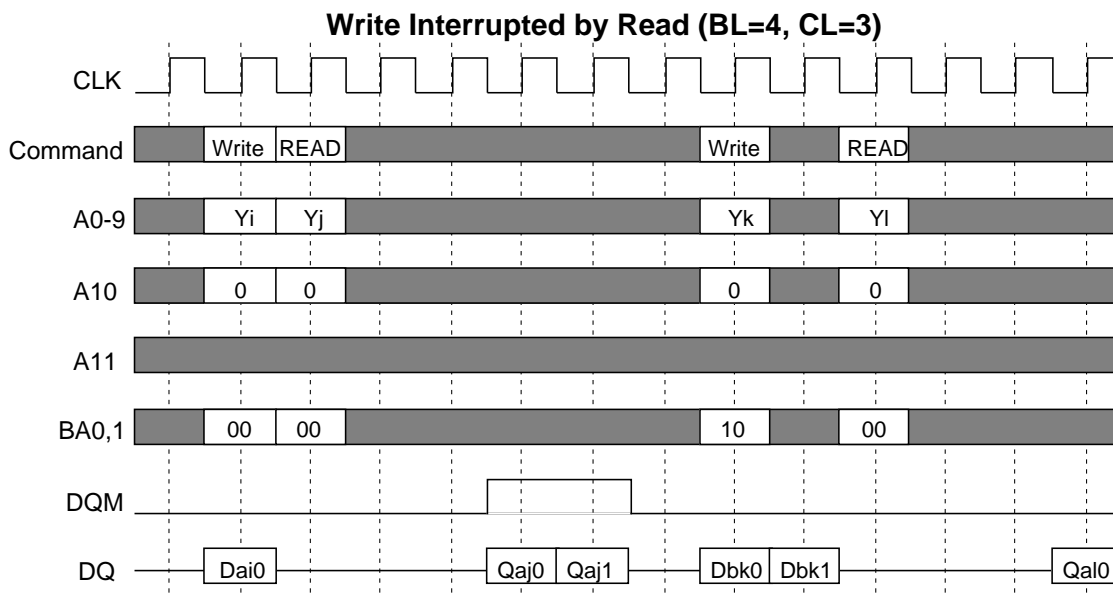 Write Interrupted by Read (BL=4, CL=3)
CLK
Command Write READ Write READ
A0-9 Yi Yj Yk Yl
A10 0 0 0 0
A11
BA0,1 00 00 10 00
DQM
DQ Dai0 Qaj0 Qaj1 Dbk0 Dbk1 Qal0